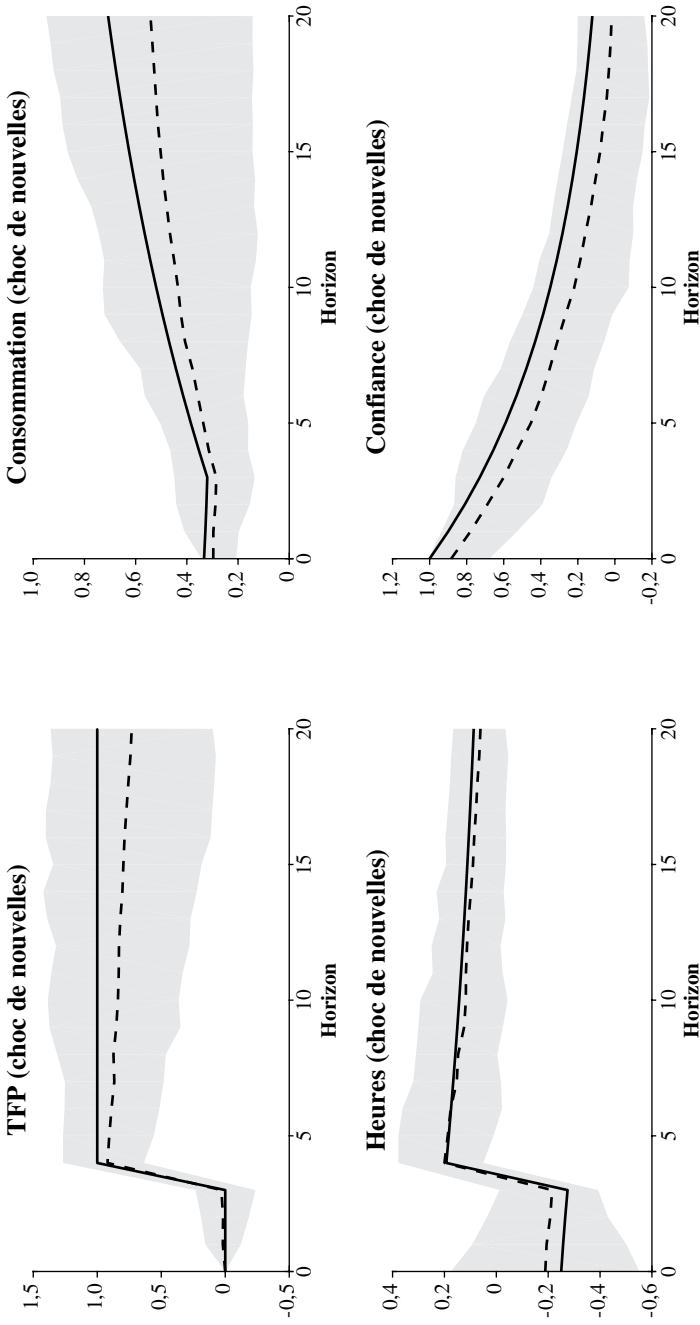 TFP (choc de nouvelles)
1,5
1,0
0,5
0
-0,5
0 5 10 15 20
Horizon
Consommation (choc de nouvelles)
1,0
0,8
0,6
0,4
0,2
0
0 5 10 15 20
Horizon
Heures (choc de nouvelles)
0,4
0,2
0
-0,2
-0,4
-0,6
0 5 10 15 20
Horizon
Confiance (choc de nouvelles)
1,2
1,0
0,8
0,6
0,4
0,2
0
-0,2
0 5 10 15 20
Horizon